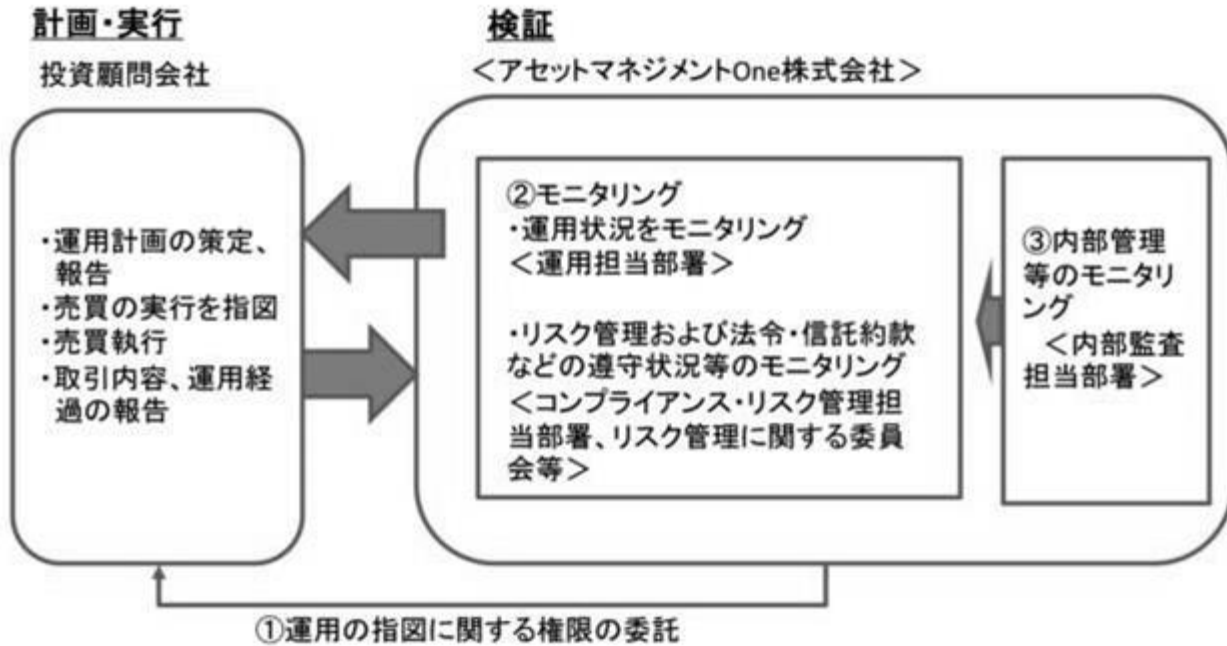 計画・実行
投資顧問会社
・運用計画の策定、
報告
・売買の実行を指図
・売買執行
・取引内容、運用経
過の報告
検証
＜アセットマネジメントOne株式会社＞
②モニタリング
・運用状況をモニタリング
＜運用担当部署＞
・リスク管理および法令・信託約款
などの遵守状況等のモニタリング
＜コンプライアンス・リスク管理担
当部署、リスク管理に関する委員
会等＞
③内部管理
等のモニタリ
ング
＜内部監査
担当部署＞
①運用の指図に関する権限の委託